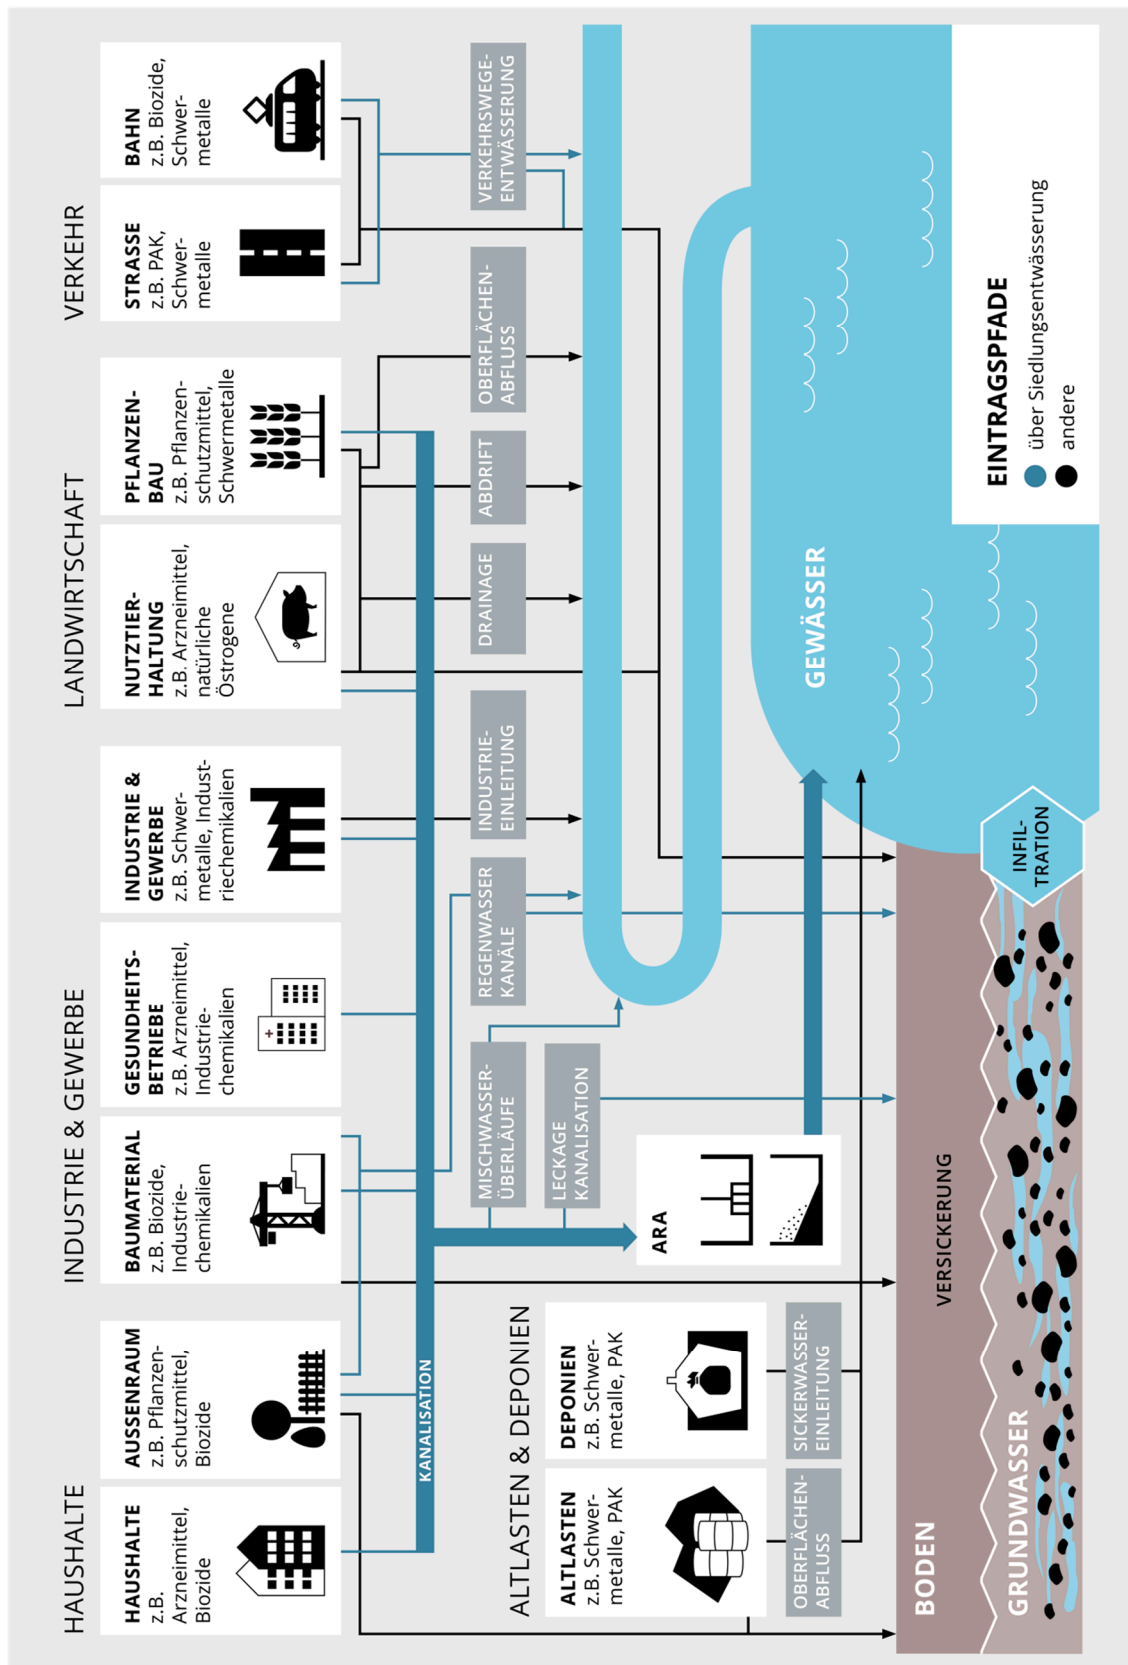 HAUSHALTE
INDUSTRIE & GEWERBE
LANDWIRTSCHAFT
VERKEHR
HAUSHALTE
z.B.
Arzneimittel,
Biozide
AUSSENRAUM
z.B. Pflanzen-
schutzmittel,
Biozide
BAUMATERIAL
z.B. Biozide,
Industrie-
chemikalien
GESUNDHEITS-
BETRIEBE
z.B. Arzneimittel,
Industrie-
chemikalien
INDUSTRIE &
GEWERBE
z.B. Schwer-
metalle, Indust-
riechemikalien
NUTZTIER-
HALTUNG
z.B. Arzneimittel,
natürliche
Östrogene
PFLANZEN-
BAU
z.B. Pflanzen-
schutzmittel,
Schwermetalle
STRASSE
z.B. PAK,
Schwer-
metalle
BAHN
z.B. Biozide,
Schwer-
metalle
KANALISATION
MISCHWASSER-
ÜBERLÄUFE
REGENWASSER
KANÄLE
INDUSTRIE-
EINLEITUNG
DRAINAGE
ABDRIFT
OBERFLÄCHEN-
ABFLUSS
VERKEHRSWEGE-
ENTWÄSSERUNG
LECKAGE
KANALISATION
ALTLASTEN & DEPONIEN
ALTLASTEN
z.B. Schwer-
metalle, PAK
DEPONIEN
z.B. Schwer-
metalle, PAK
ARA
OBERFLÄCHEN-
ABFLUSS
SICKERWASSER-
EINLEITUNG
GEWÄSSER
BODEN
VERSICKERUNG
GRUNDWASSER
INFIL-
TRATION
EINTRAGSPFADE
über Siedlungsentwässerung
andere